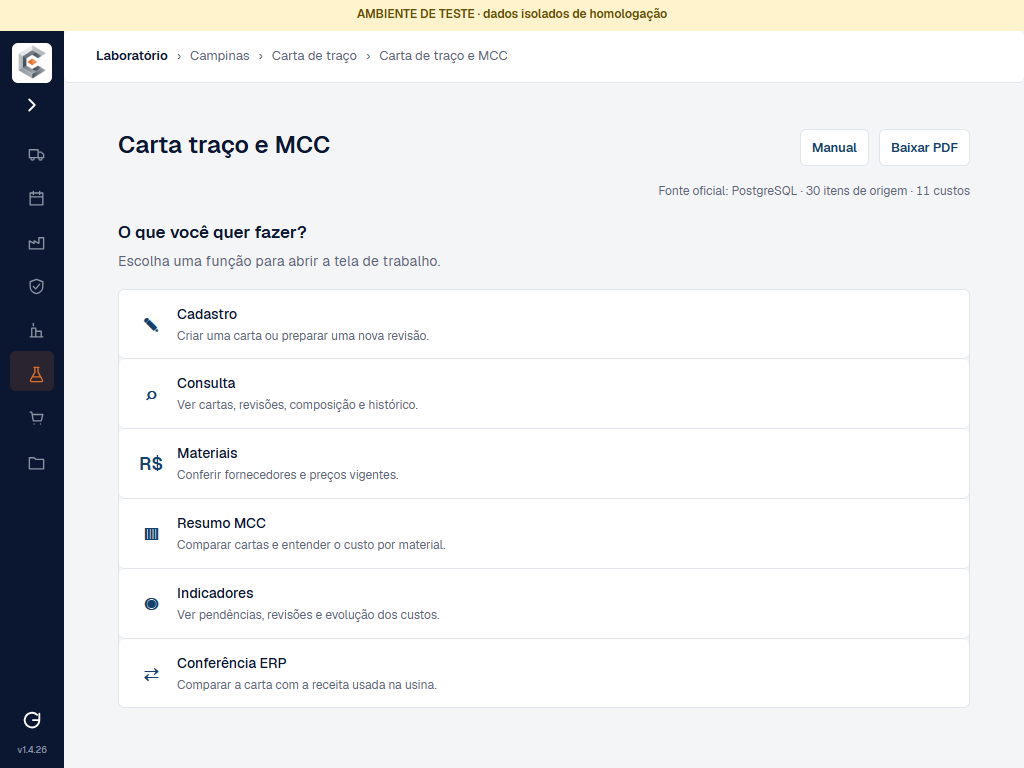 AMBIENTE DE TESTE · dados isolados de homologação
Laboratório › Campinas › Carta de traço › Carta de traço e MCC
Carta traço e MCC
Manual
Baixar PDF
Fonte oficial: PostgreSQL · 30 itens de origem · 11 custos
O que você quer fazer?
Escolha uma função para abrir a tela de trabalho.
Cadastro
Criar uma carta ou preparar uma nova revisão.
Consulta
Ver cartas, revisões, composição e histórico.
R$ Materiais
Conferir fornecedores e preços vigentes.
Resumo MCC
Comparar cartas e entender o custo por material.
Indicadores
Ver pendências, revisões e evolução dos custos.
Conferência ERP
Comparar a carta com a receita usada na usina.
v1.4.26